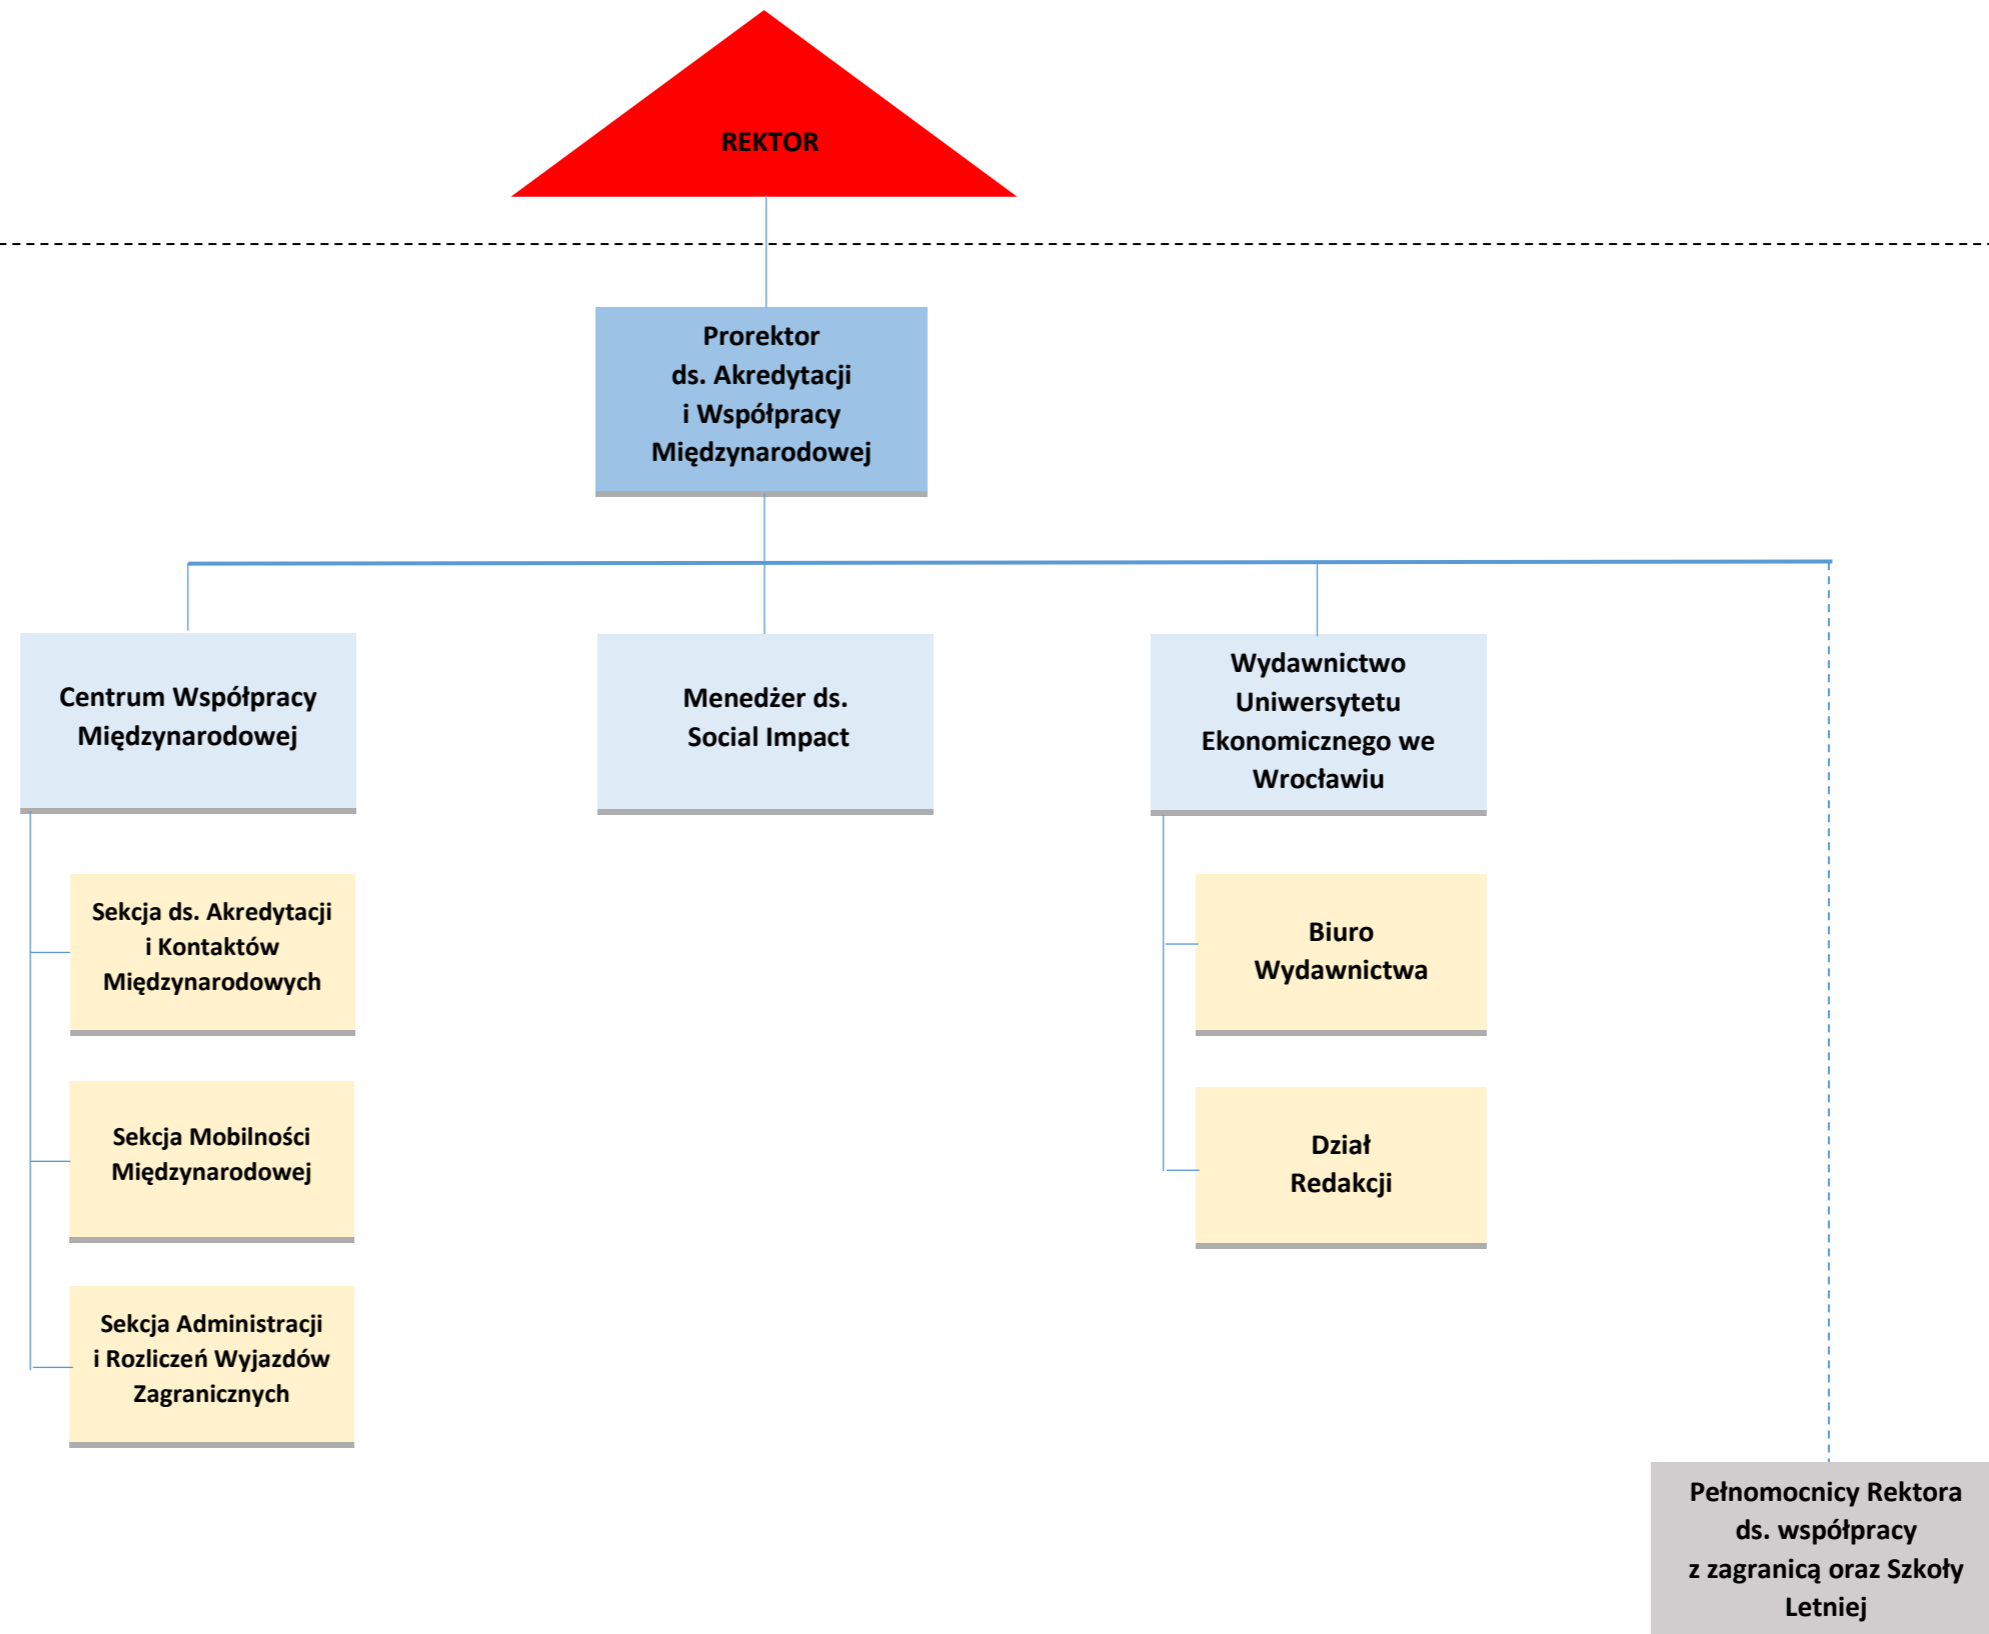 REKTOR
Prorektor
ds. Akredytacji
i Współpracy
Międzynarodowej
Centrum Współpracy
Międzynarodowej
Menedżer ds.
Social Impact
Wydawnictwo
Uniwersytetu
Ekonomicznego we
Wrocławiu
Sekcja ds. Akredytacji
i Kontaktów
Międzynarodowych
Biuro
Wydawnictwa
Sekcja Mobilności
Międzynarodowej
Dział
Redakcji
Sekcja Administracji
i Rozliczeń Wyjazdów
Zagranicznych
Pełnomocnicy Rektora
ds. współpracy
z zagranicą oraz Szkoły
Letniej